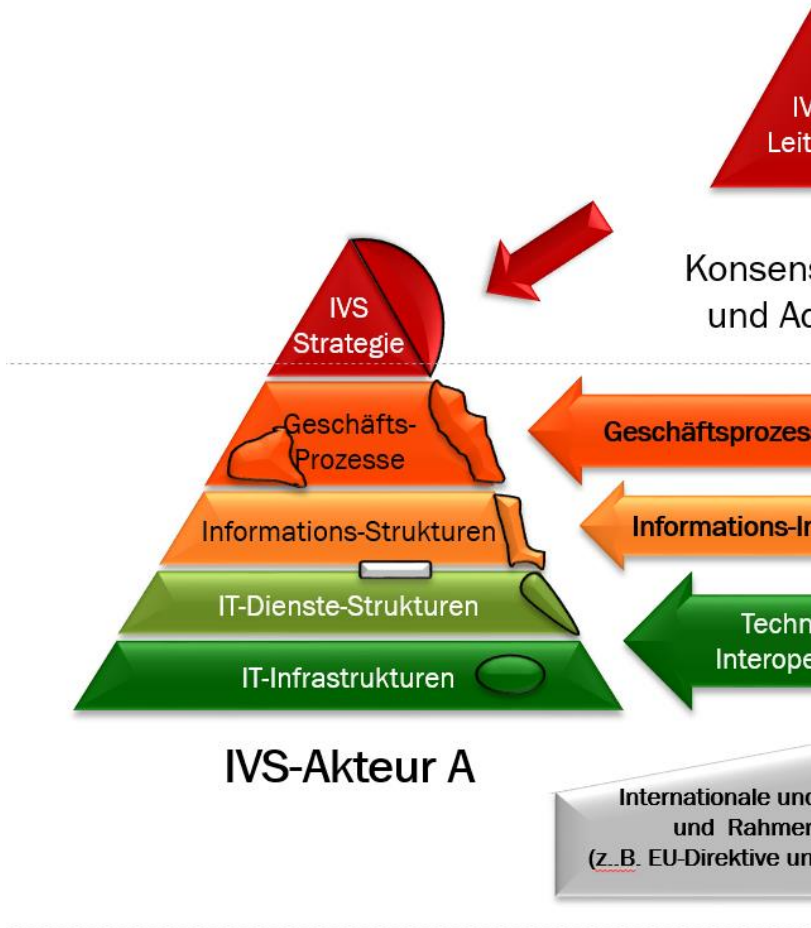 IV
Leit
Konsens
und Ad
IVS
Strategie
Geschäfts-
Prozesse
Geschäftsprozes
Informations-Strukturen
Informations-In
IT-Dienste-Strukturen
Techn
Interope
IT-Infrastrukturen
IVS-Akteur A
Internationale und
und Rahmen
(z..B. EU-Direktive un